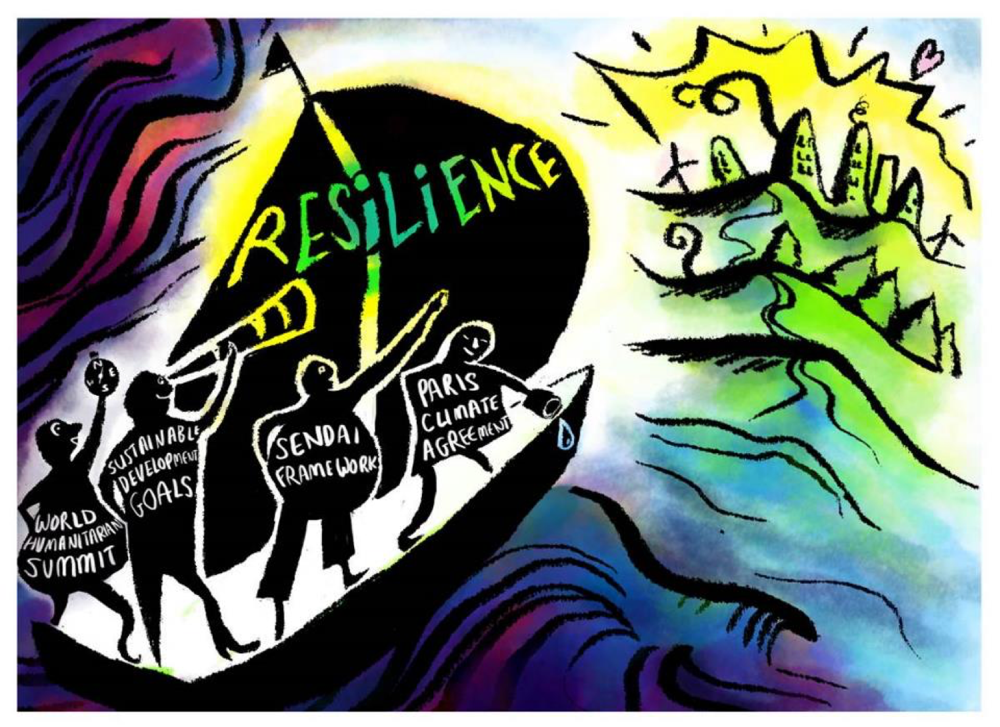 RESILIENCE
N
E
S
W
WORLD
HUMANITARIAN
SUMMIT
SUSTAINABLE
DEVELOPMENT
GOALS
SENDAI
FRAMEWORK
PARIS
CLIMATE
AGREEMENT